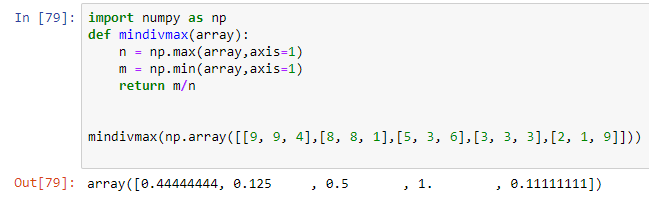 In [79]: import numpy as np
def mindivmax(array):
    n = np.max(array,axis=1)
    m = np.min(array,axis=1)
    return m/n
mindivmax(np.array([[9, 9, 4],[8, 8, 1],[5, 3, 6],[3, 3, 3],[2, 1, 9]]))
Out[79]: array([0.44444444, 0.125     , 0.5       , 1.        , 0.11111111])